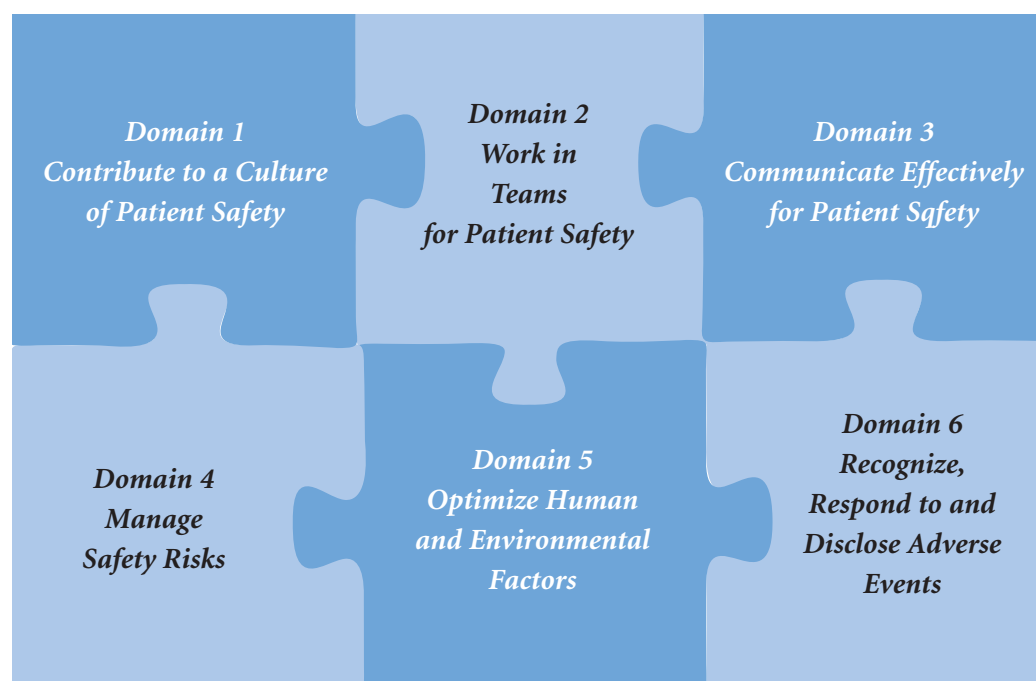 Domain 1
Contribute to a Culture
of Patient Safety
Domain 2
Work in
Teams
for Patient Safety
Domain 3
Communicate Effectively
for Patient Sqfety
Domain 4
Manage
Safety Risks
Domain 5
Optimize Human
and Environmental
Factors
Domain 6
Recognize,
Respond to and
Disclose Adverse
Events